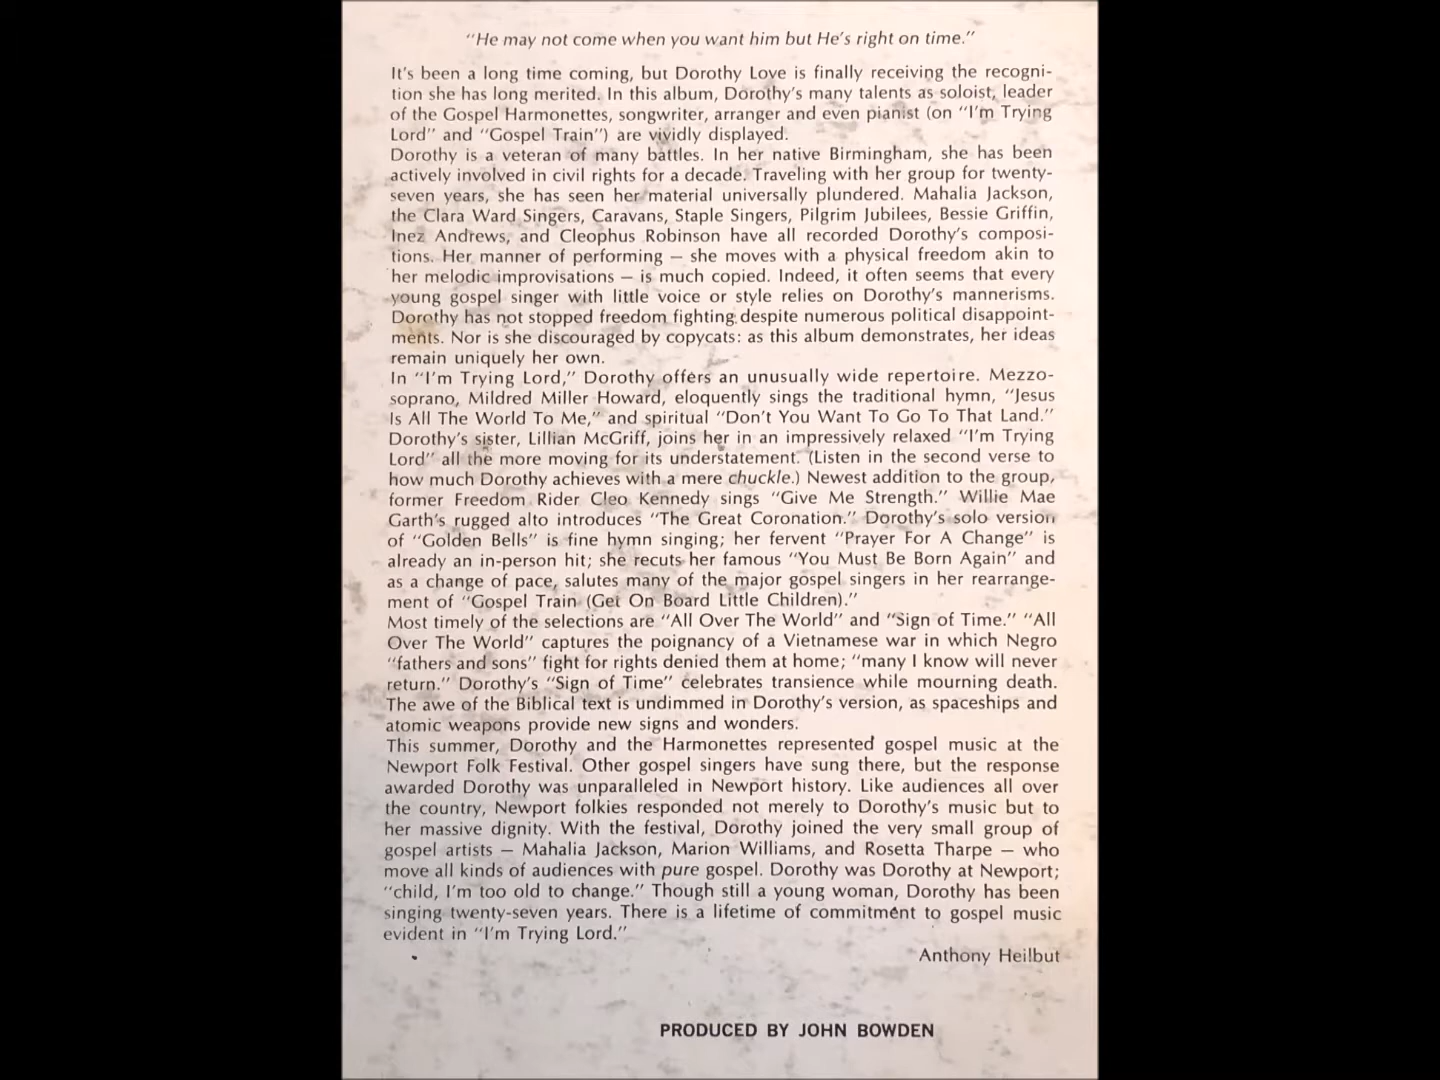 "He may not come when you want him but He's right on time."
It's been a long time coming, but Dorothy Love is finally receiving the recogni-
tion she has long merited. In this album, Dorothy's many talents as soloist, leader
of the Gospel Harmonettes, songwriter, arranger and even pianist (on "I'm Trying
Lord" and "Gospel Train") are vividly displayed.
Dorothy is a veteran of many battles. In her native Birmingham, she has been
actively involved in civil rights for a decade. Traveling with her group for twenty-
seven years, she has seen her material universally plundered. Mahalia Jackson,
the Clara Ward Singers, Caravans, Staple Singers, Pilgrim Jubilees, Bessie Griffin,
Inez Andrews, and Cleophus Robinson have all recorded Dorothy's composi-
tions. Her manner of performing — she moves with a physical freedom akin to
her melodic improvisations — is much copied. Indeed, it often seems that every
young gospel singer with little voice or style relies on Dorothy's mannerisms.
Dorothy has not stopped freedom fighting despite numerous political disappoint-
ments. Nor is she discouraged by copycats: as this album demonstrates, her ideas
remain uniquely her own.
In "I'm Trying Lord," Dorothy offers an unusually wide repertoire. Mezzo-
soprano, Mildred Miller Howard, eloquently sings the traditional hymn, "Jesus
Is All The World To Me," and spiritual "Don't You Want To Go To That Land."
Dorothy's sister, Lillian McGriff, joins her in an impressively relaxed "I'm Trying
Lord" all the more moving for its understatement. (Listen in the second verse to
how much Dorothy achieves with a mere chuckle.) Newest addition to the group,
former Freedom Rider Cleo Kennedy sings "Give Me Strength." Willie Mae
Garth's rugged alto introduces "The Great Coronation." Dorothy's solo version
of "Golden Bells" is fine hymn singing; her fervent "Prayer For A Change" is
already an in-person hit; she recuts her famous "You Must Be Born Again" and
as a change of pace, salutes many of the major gospel singers in her rearrange-
ment of "Gospel Train (Get On Board Little Children)."
Most timely of the selections are "All Over The World" and "Sign of Time." "All
Over The World" captures the poignancy of a Vietnamese war in which Negro
"fathers and sons" fight for rights denied them at home; "many I know will never
return." Dorothy's "Sign of Time" celebrates transience while mourning death.
The awe of the Biblical text is undimmed in Dorothy's version, as spaceships and
atomic weapons provide new signs and wonders.
This summer, Dorothy and the Harmonettes represented gospel music at the
Newport Folk Festival. Other gospel singers have sung there, but the response
awarded Dorothy was unparalleled in Newport history. Like audiences all over
the country, Newport folkies responded not merely to Dorothy's music but to
her massive dignity. With the festival, Dorothy joined the very small group of
gospel artists — Mahalia Jackson, Marion Williams, and Rosetta Tharpe — who
move all kinds of audiences with pure gospel. Dorothy was Dorothy at Newport;
"child, I'm too old to change." Though still a young woman, Dorothy has been
singing twenty-seven years. There is a lifetime of commitment to gospel music
evident in "I'm Trying Lord."
Anthony Heilbut
PRODUCED BY JOHN BOWDEN